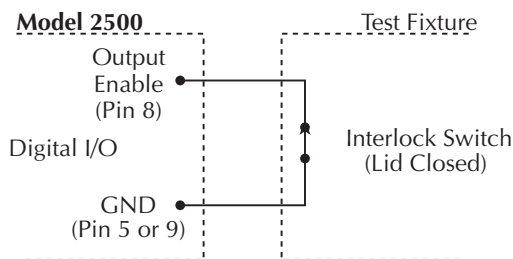 Model 2500
Test Fixture
Output
Enable
(Pin 8)
Digital I/O
Interlock Switch
(Lid Closed)
GND
(Pin 5 or 9)